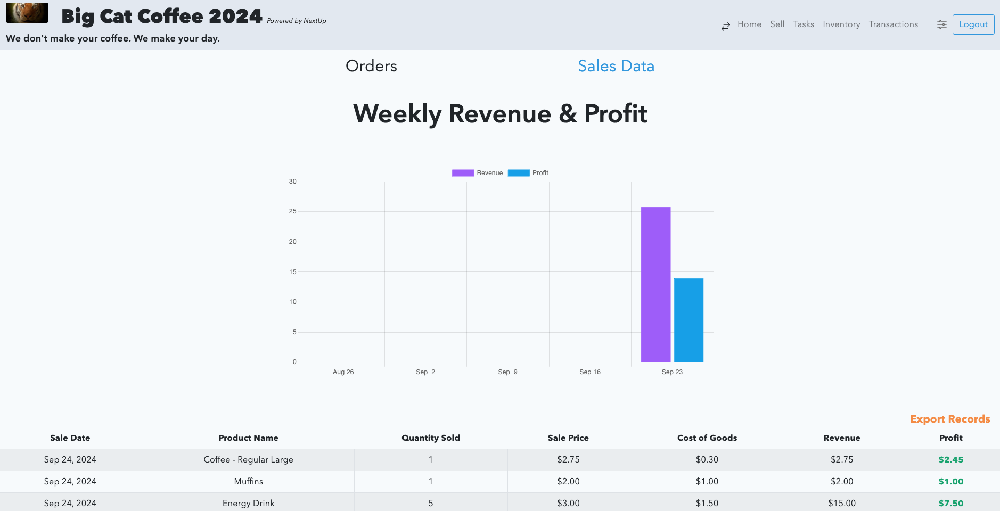 Big Cat Coffee 2024 Powered by NextUp
We don't make your coffee. We make your day.
Home Sell Tasks Inventory Transactions Logout
Orders Sales Data
Weekly Revenue & Profit
Revenue Profit
30
25
20
15
10
5
0
Aug 26 Sep 2 Sep 9 Sep 16 Sep 23
Export Records
Sale Date Product Name Quantity Sold Sale Price Cost of Goods Revenue Profit
Sep 24, 2024 Coffee - Regular Large 1 $2.75 $0.30 $2.75 $2.45
Sep 24, 2024 Muffins 1 $2.00 $1.00 $2.00 $1.00
Sep 24, 2024 Energy Drink 5 $3.00 $1.50 $15.00 $7.50